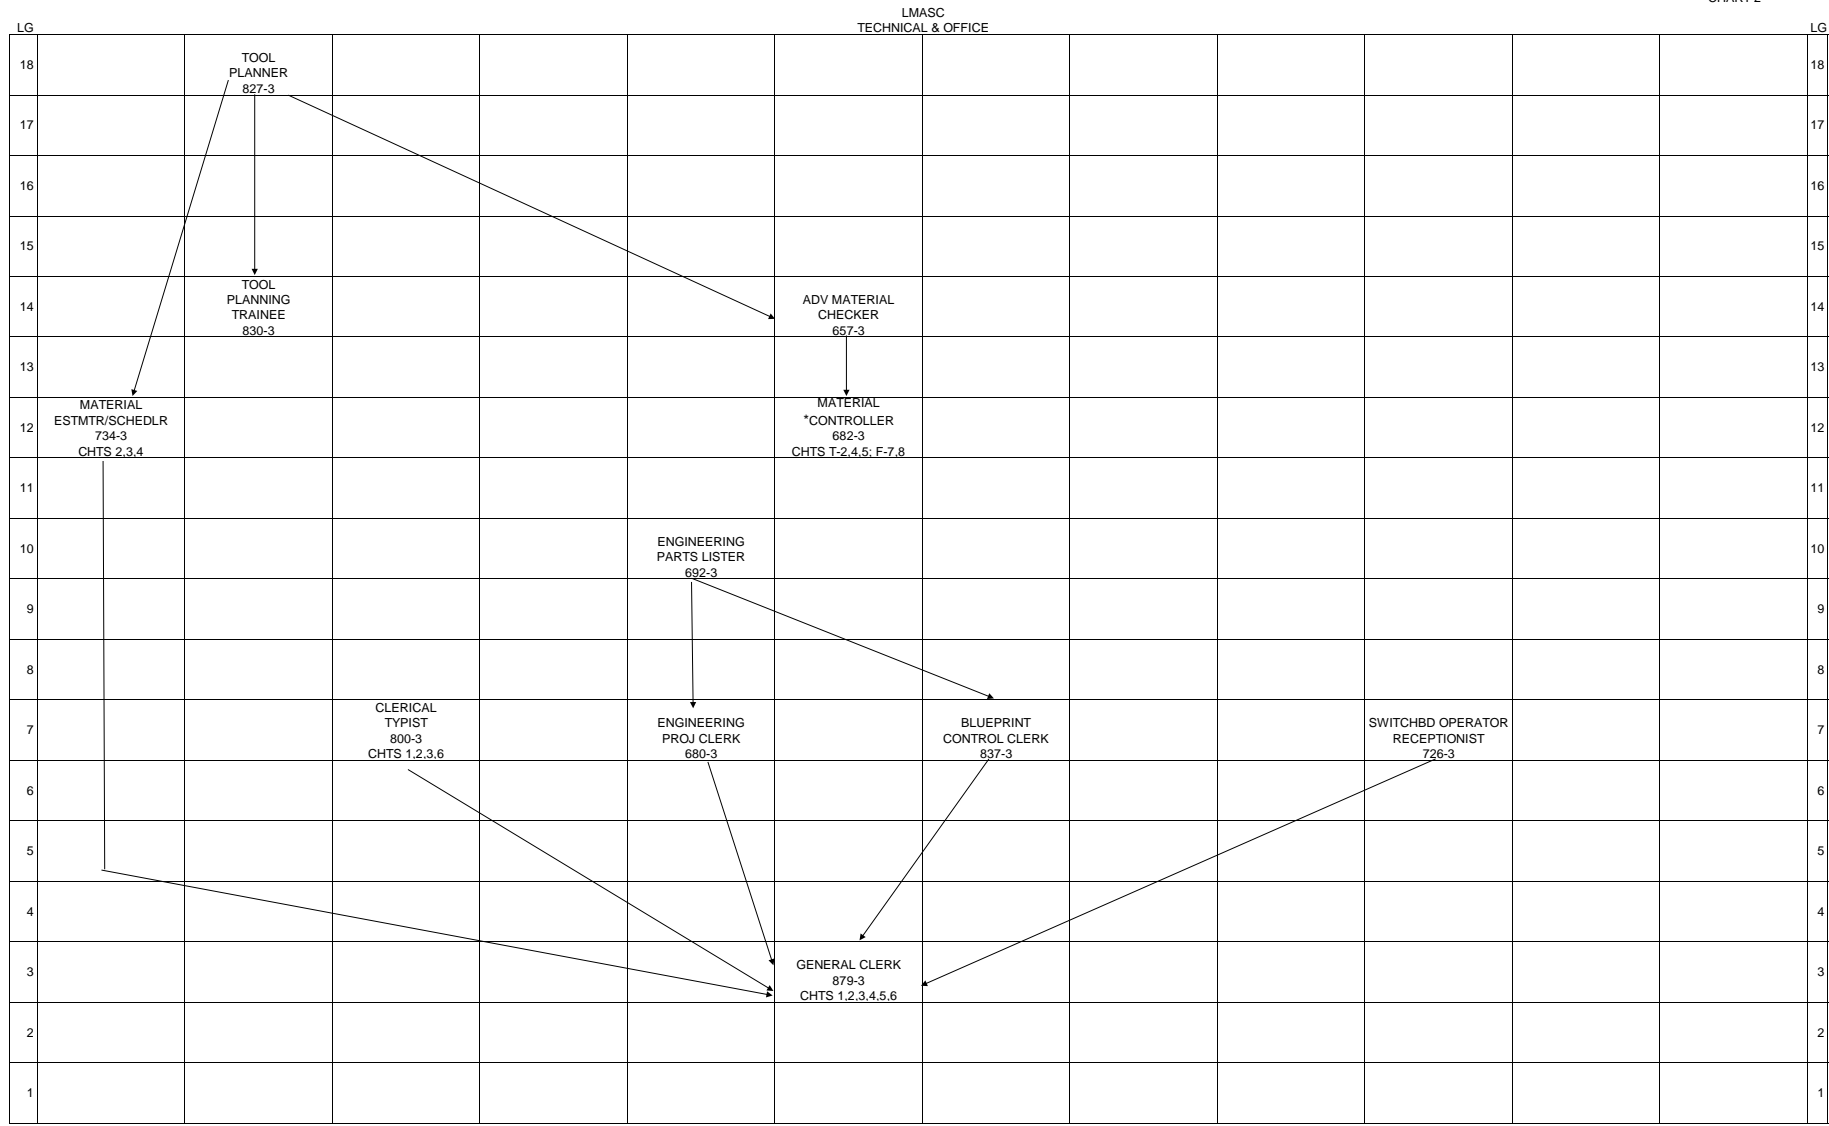 CHART 2
LMASC
LG TECHNICAL & OFFICE LG
18 TOOL 18
PLANNER
827-3
17 17
16 16
15 15
TOOL
PLANNING
TRAINEE
830-3
14 14
ADV MATERIAL
CHECKER
657-3
13 13
MATERIAL
ESTMTR/SCHEDLR
734-3
CHTS 2,3,4
12 12
MATERIAL
*CONTROLLER
682-3
CHTS T-2,4,5; F-7,8
11 11
10 10
ENGINEERING
PARTS LISTER
692-3
9 9
8 8
7 7
CLERICAL
TYPIST
800-3
CHTS 1,2,3,6
ENGINEERING
PROJ CLERK
680-3
BLUEPRINT
CONTROL CLERK
837-3
SWITCHBD OPERATOR
RECEPTIONIST
726-3
6 6
5 5
4 4
3 3
GENERAL CLERK
879-3
CHTS 1,2,3,4,5,6
2 2
1 1